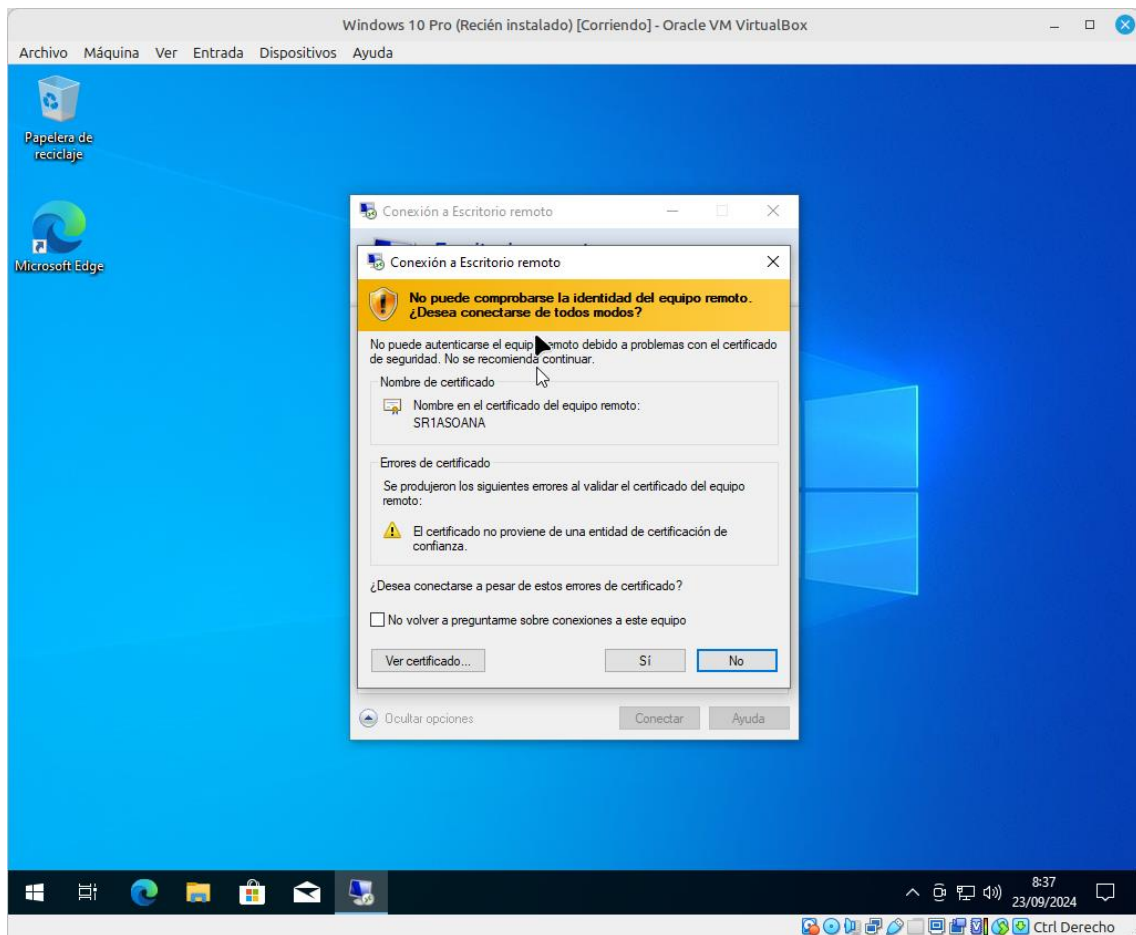 Windows 10 Pro (Recién instalado) [Corriendo] - Oracle VM VirtualBox
Archivo Máquina Ver Entrada Dispositivos Ayuda
Papelera de
reciclaje
Microsoft Edge
Conexión a Escritorio remoto
Conexión a Escritorio remoto
No puede comprobarse la identidad del equipo remoto.
¿Desea conectarse de todos modos?
No puede autenticarse el equipo remoto debido a problemas con el certificado
de seguridad. No se recomienda continuar.
Nombre de certificado
Nombre en el certificado del equipo remoto:
SR1ASOANA
Errores de certificado
Se produjeron los siguientes errores al validar el certificado del equipo
remoto:
El certificado no proviene de una entidad de certificación de
confianza.
¿Desea conectarse a pesar de estos errores de certificado?
No volver a preguntarme sobre conexiones a este equipo
Ver certificado... Sí No
Ocultar opciones Conectar Ayuda
8:37
23/09/2024
Ctrl Derecho